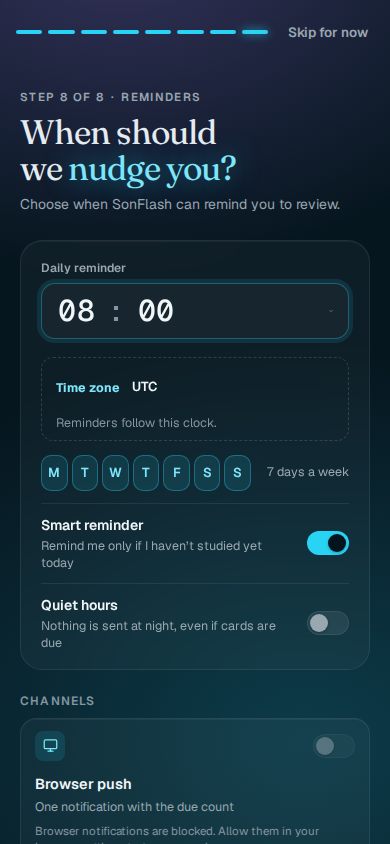 Skip for now
STEP 8 OF 8 · REMINDERS
When should
we nudge you?
Choose when SonFlash can remind you to review.
Daily reminder
08 : 00
Time zone UTC
Reminders follow this clock.
M T W T F S S 7 days a week
Smart reminder
Remind me only if I haven't studied yet
today
Quiet hours
Nothing is sent at night, even if cards are
due
CHANNELS
Browser push
One notification with the due count
Browser notifications are blocked. Allow them in your